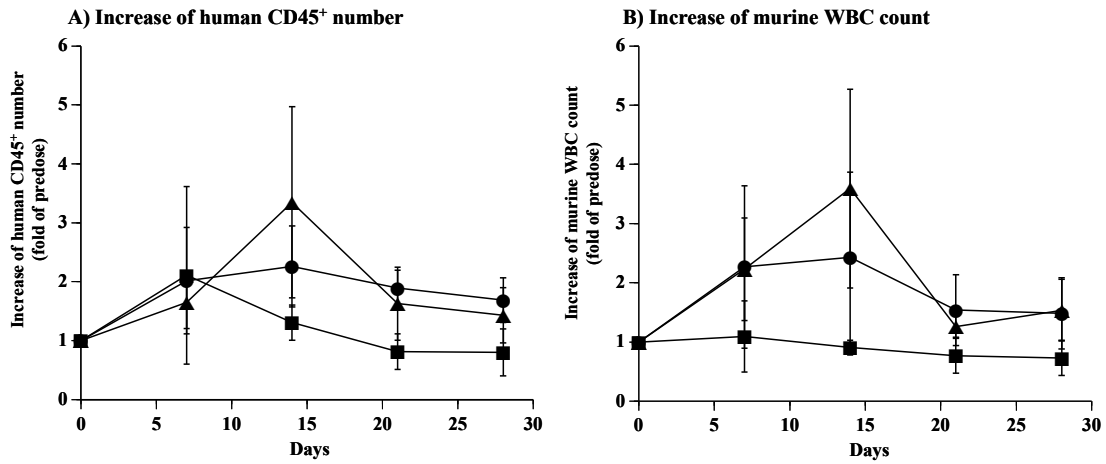 A) Increase of human CD45⁺ number
Increase of human CD45⁺ number
(fold of predose)
6
5
4
3
2
1
0
0 5 10 15 20 25 30
Days
B) Increase of murine WBC count
Increase of murine WBC count
(fold of predose)
6
5
4
3
2
1
0
0 5 10 15 20 25 30
Days